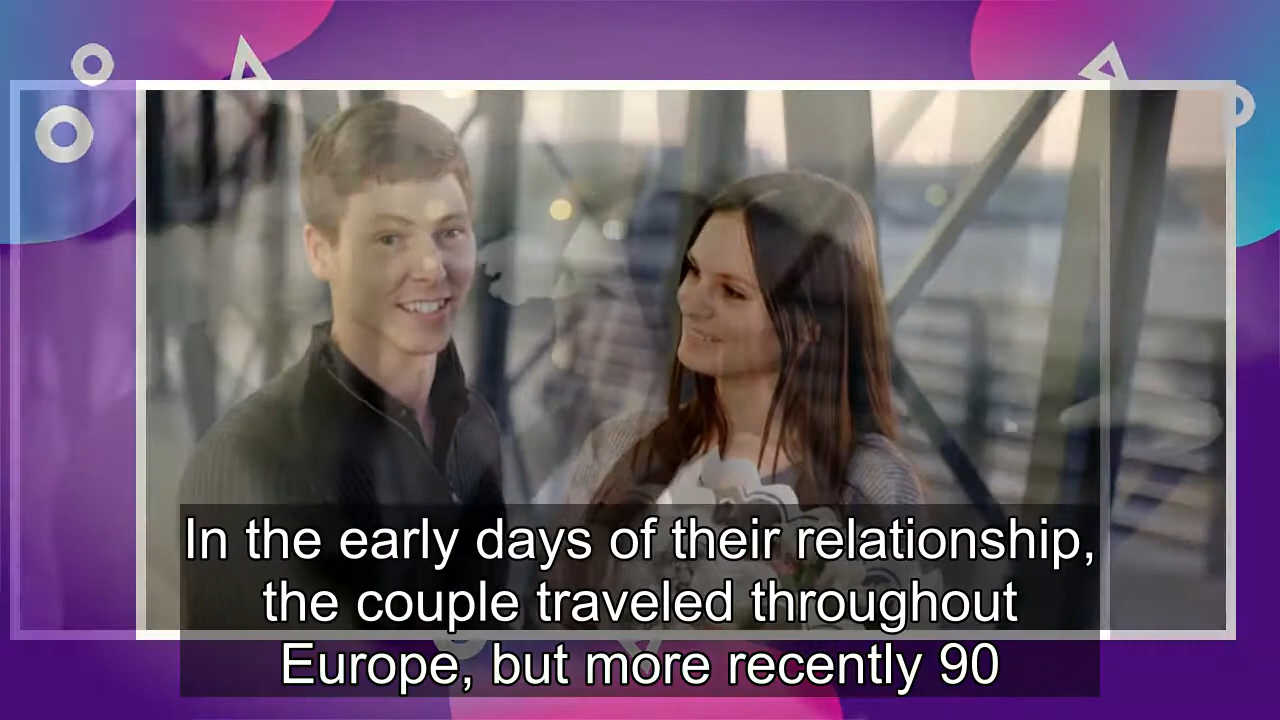 In the early days of their relationship,
the couple traveled throughout
Europe, but more recently 90